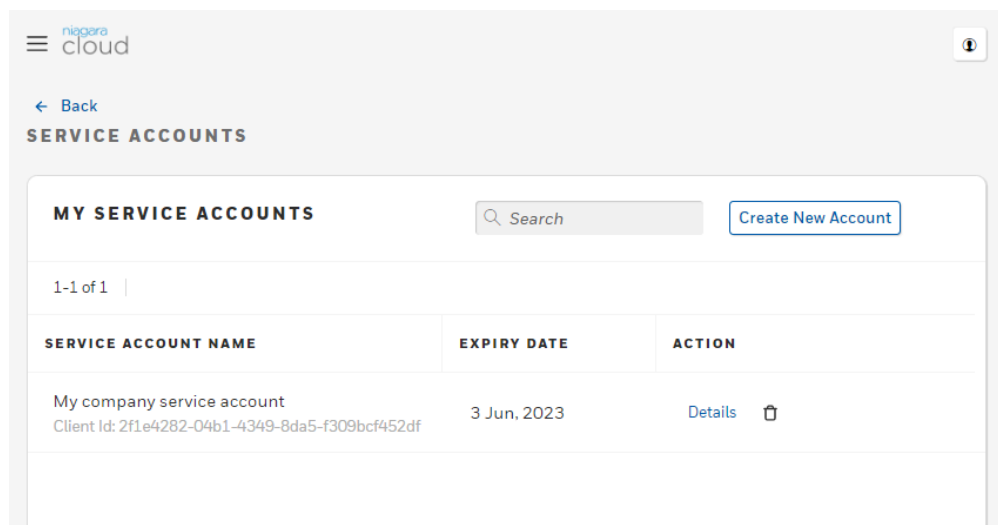 niagara
cloud
Back
SERVICE ACCOUNTS
MY SERVICE ACCOUNTS
Search
Create New Account
1-1 of 1
SERVICE ACCOUNT NAME EXPIRY DATE ACTION
My company service account
Client Id: 2f1e4282-04b1-4349-8da5-f309bcf452df
3 Jun, 2023
Details